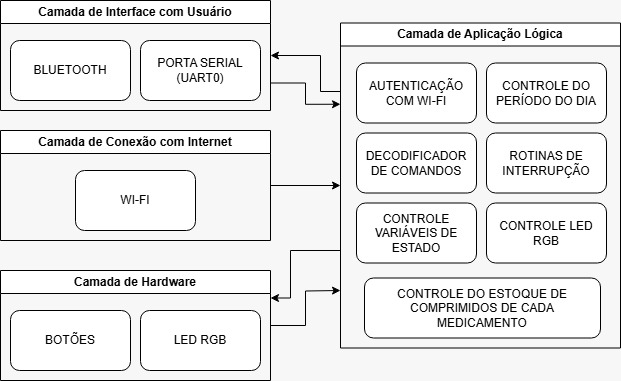 Camada de Interface com Usuário
BLUETOOTH
PORTA SERIAL
(UART0)
Camada de Conexão com Internet
WI-FI
Camada de Hardware
BOTÕES
LED RGB
Camada de Aplicação Lógica
AUTENTICAÇÃO
COM WI-FI
CONTROLE DO
PERÍODO DO DIA
DECODIFICADOR
DE COMANDOS
ROTINAS DE
INTERRUPÇÃO
CONTROLE
VARIÁVEIS DE
ESTADO
CONTROLE LED
RGB
CONTROLE DO ESTOQUE DE
COMPRIMIDOS DE CADA
MEDICAMENTO